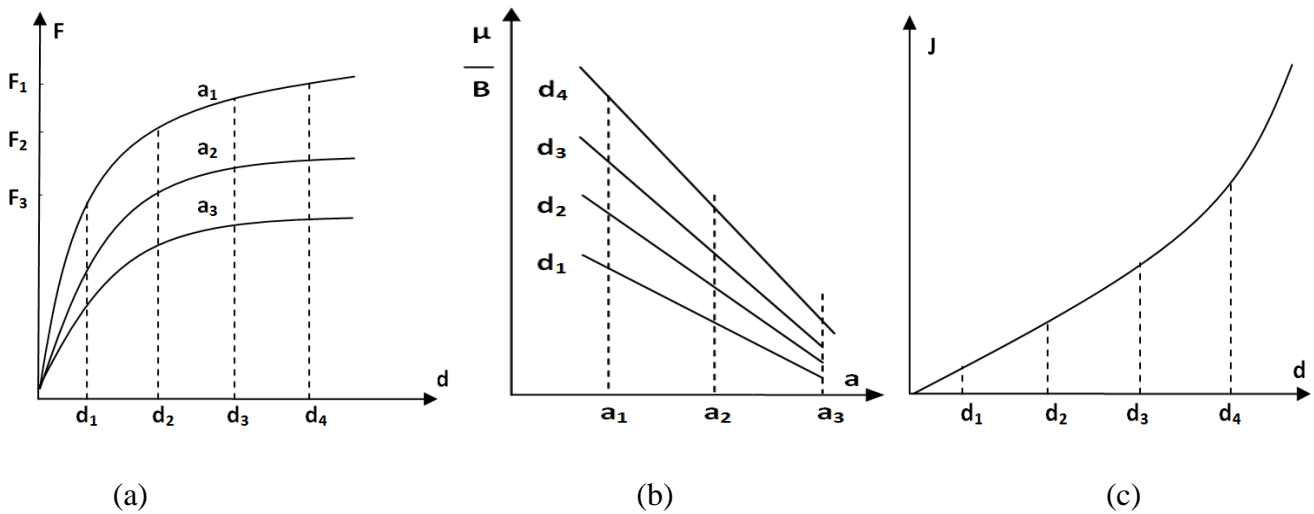 F
F₁
F₂
F₃
a₁
a₂
a₃
d
d₁ d₂ d₃ d₄
(a)
μ
B
d₄
d₃
d₂
d₁
a
a₁ a₂ a₃
(b)
J
d
d₁ d₂ d₃ d₄
(c)